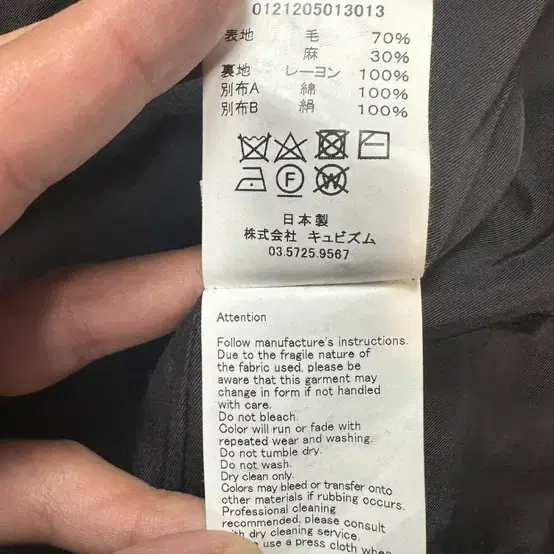 0121205013013
表地 毛 70%
麻 30%
裏地 レーヨン 100%
別布A 綿 100%
別布B 絹 100%
F W
日本製
株式会社 キュビズム
03.5725.9567
Attention
Follow manufacture's instructions.
Due to the fragile nature of
the fabric used, please be
aware that this garment may
change in form if not handled
with care.
Do not bleach.
Color will run or fade with
repeated wear and washing.
Do not tumble dry.
Do not wash.
Dry clean only.
Colors may bleed or transfer onto
other materials if rubbing occurs.
Professional cleaning
recommended, please consult
dry cleaning service.
use a press cloth when